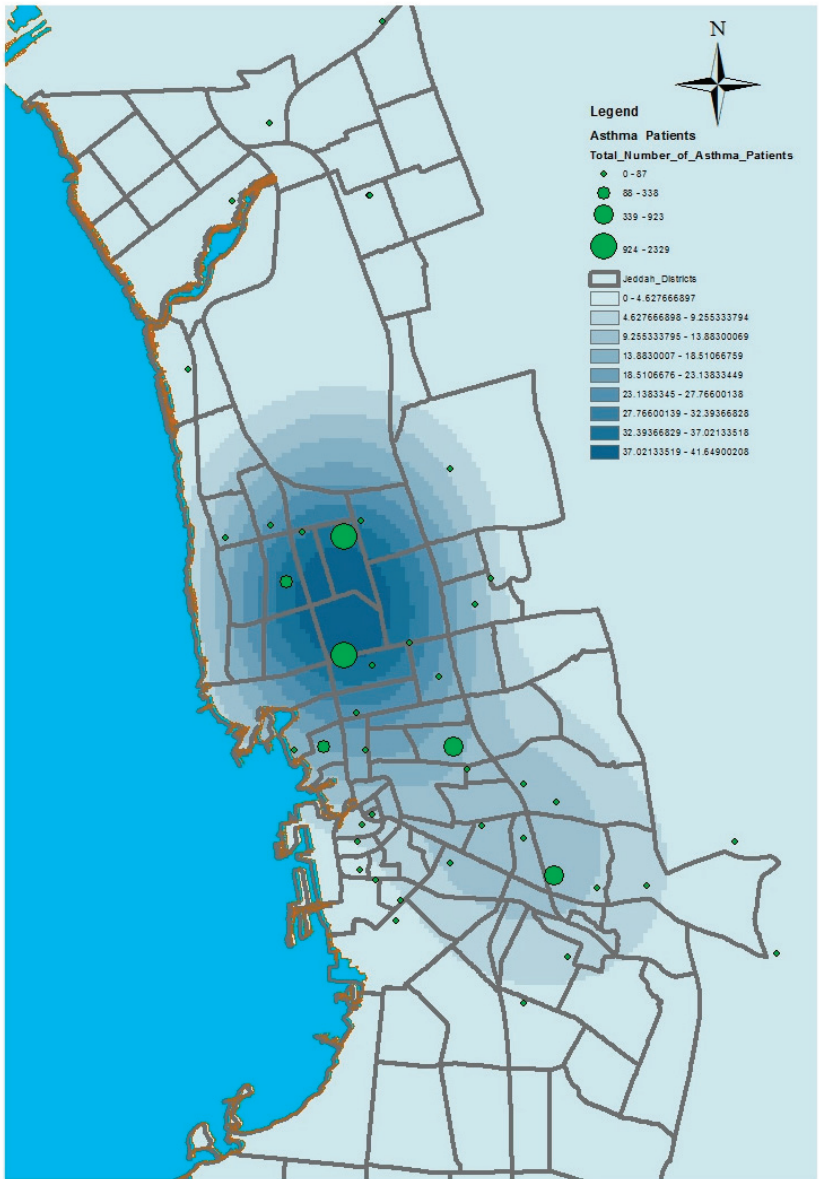 N
Legend
Asthma Patients
Total_Number_of_Asthma_Patients
0 - 87
88 - 338
339 - 923
924 - 2329
Jeddah_Districts
0 - 4.627666897
4.627666898 - 9.255333794
9.255333795 - 13.88300069
13.8830007 - 18.51066759
18.5106676 - 23.13833449
23.1383345 - 27.76600138
27.76600139 - 32.39366828
32.39366829 - 37.02133518
37.02133519 - 41.64900208